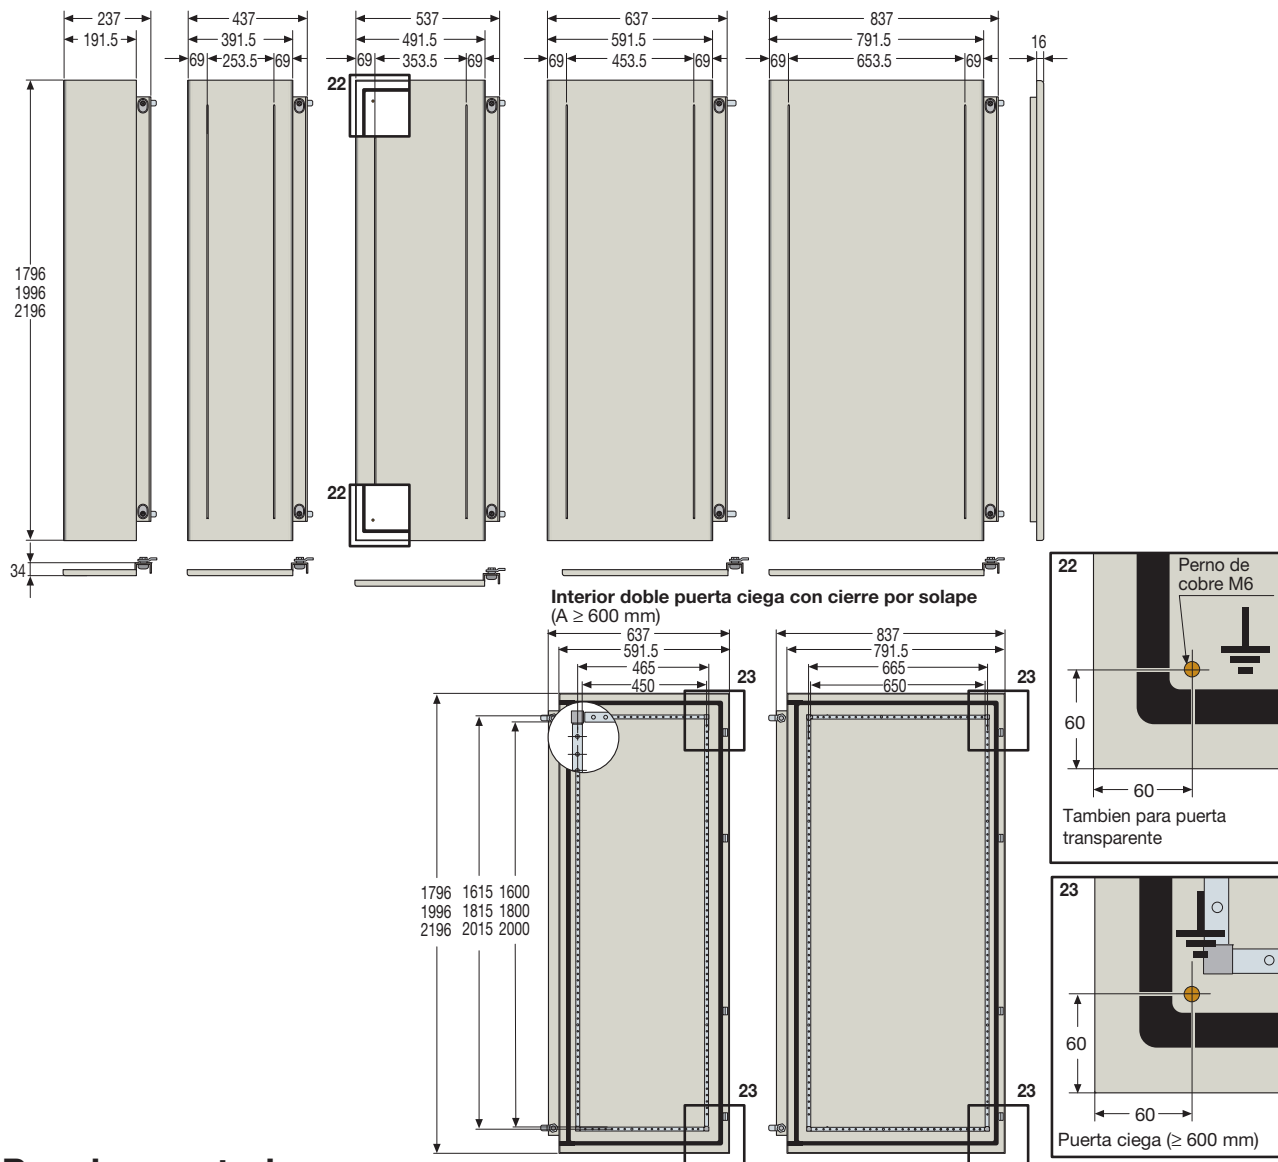 237 437 537 637 837
191.5 391.5 491.5 591.5 791.5
69 253.5 69 69 353.5 69 69 453.5 69 69 653.5 69 16
22
1796
1996
2196
22
34
Interior doble puerta ciega con cierre por solape
(A ≥ 600 mm)
637 837
591.5 791.5
465 665
450 650
23 23
1796 1615 1600
1996 1815 1800
2196 2015 2000
23 23
22
Perno de
cobre M6
60
60
Tambien para puerta
transparente
23
60
60
Puerta ciega (≥ 600 mm)